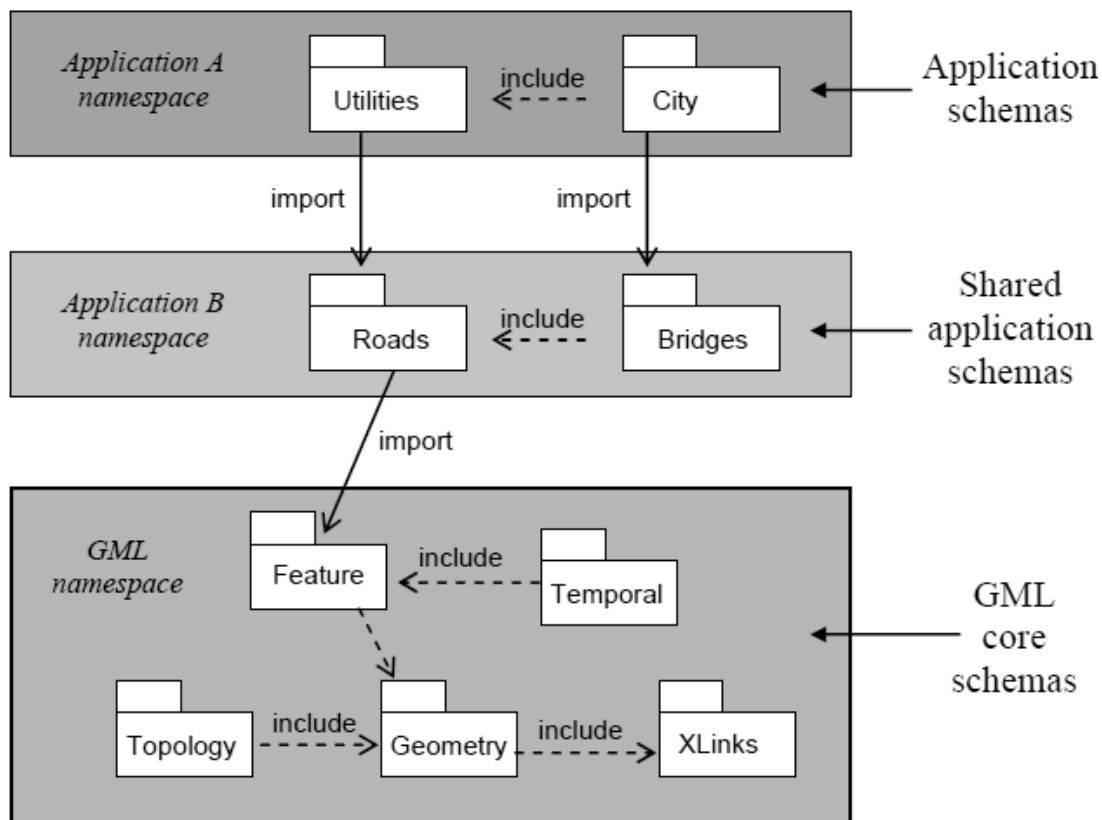 Application A
namespace
Utilities
include
City
Application
schemas
import
import
Application B
namespace
Roads
include
Bridges
Shared
application
schemas
import
GML
namespace
Feature
include
Temporal
GML
core
schemas
Topology
include
Geometry
include
XLinks